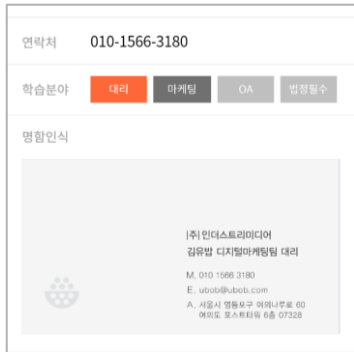 연락처 010-1566-3180
학습분야 대리 마케팅 OA 법정필수
명함인식
(주)인더스트리미디어
김유밥 디지털마케팅팀 대리
M. 010 1566 3180
E. ubob@ubob.com
A. 서울시 영등포구 여의나루로 60
여의도 포스트타워 6층 07328